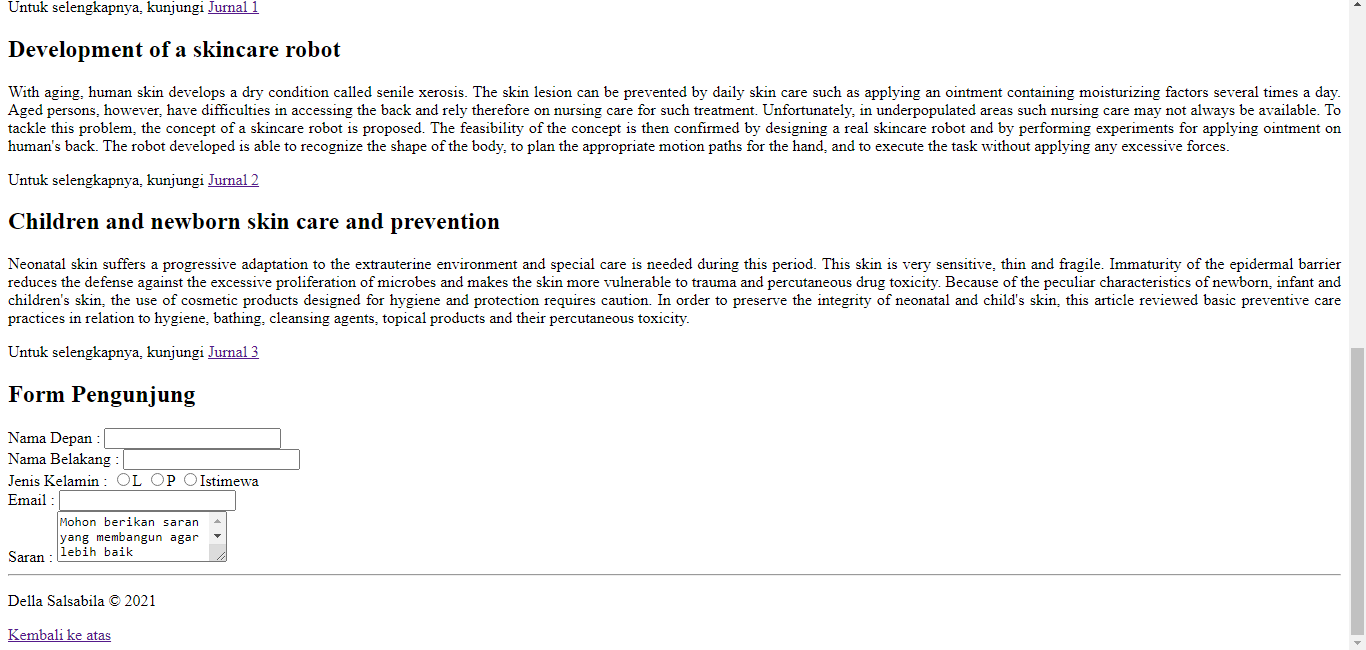 Untuk selengkapnya, kunjungi Jurnal 1
Development of a skincare robot
With aging, human skin develops a dry condition called senile xerosis. The skin lesion can be prevented by daily skin care such as applying an ointment containing moisturizing factors several times a day.
Aged persons, however, have difficulties in accessing the back and rely therefore on nursing care for such treatment. Unfortunately, in underpopulated areas such nursing care may not always be available. To
tackle this problem, the concept of a skincare robot is proposed. The feasibility of the concept is then confirmed by designing a real skincare robot and by performing experiments for applying ointment on
human's back. The robot developed is able to recognize the shape of the body, to plan the appropriate motion paths for the hand, and to execute the task without applying any excessive forces.
Untuk selengkapnya, kunjungi Jurnal 2
Children and newborn skin care and prevention
Neonatal skin suffers a progressive adaptation to the extrauterine environment and special care is needed during this period. This skin is very sensitive, thin and fragile. Immaturity of the epidermal barrier
reduces the defense against the excessive proliferation of microbes and makes the skin more vulnerable to trauma and percutaneous drug toxicity. Because of the peculiar characteristics of newborn, infant and
children's skin, the use of cosmetic products designed for hygiene and protection requires caution. In order to preserve the integrity of neonatal and child's skin, this article reviewed basic preventive care
practices in relation to hygiene, bathing, cleansing agents, topical products and their percutaneous toxicity.
Untuk selengkapnya, kunjungi Jurnal 3
Form Pengunjung
Nama Depan :
Nama Belakang :
Jenis Kelamin : L P Istimewa
Email :
Mohon berikan saran
yang membangun agar
lebih baik
Saran :
Della Salsabila © 2021
Kembali ke atas